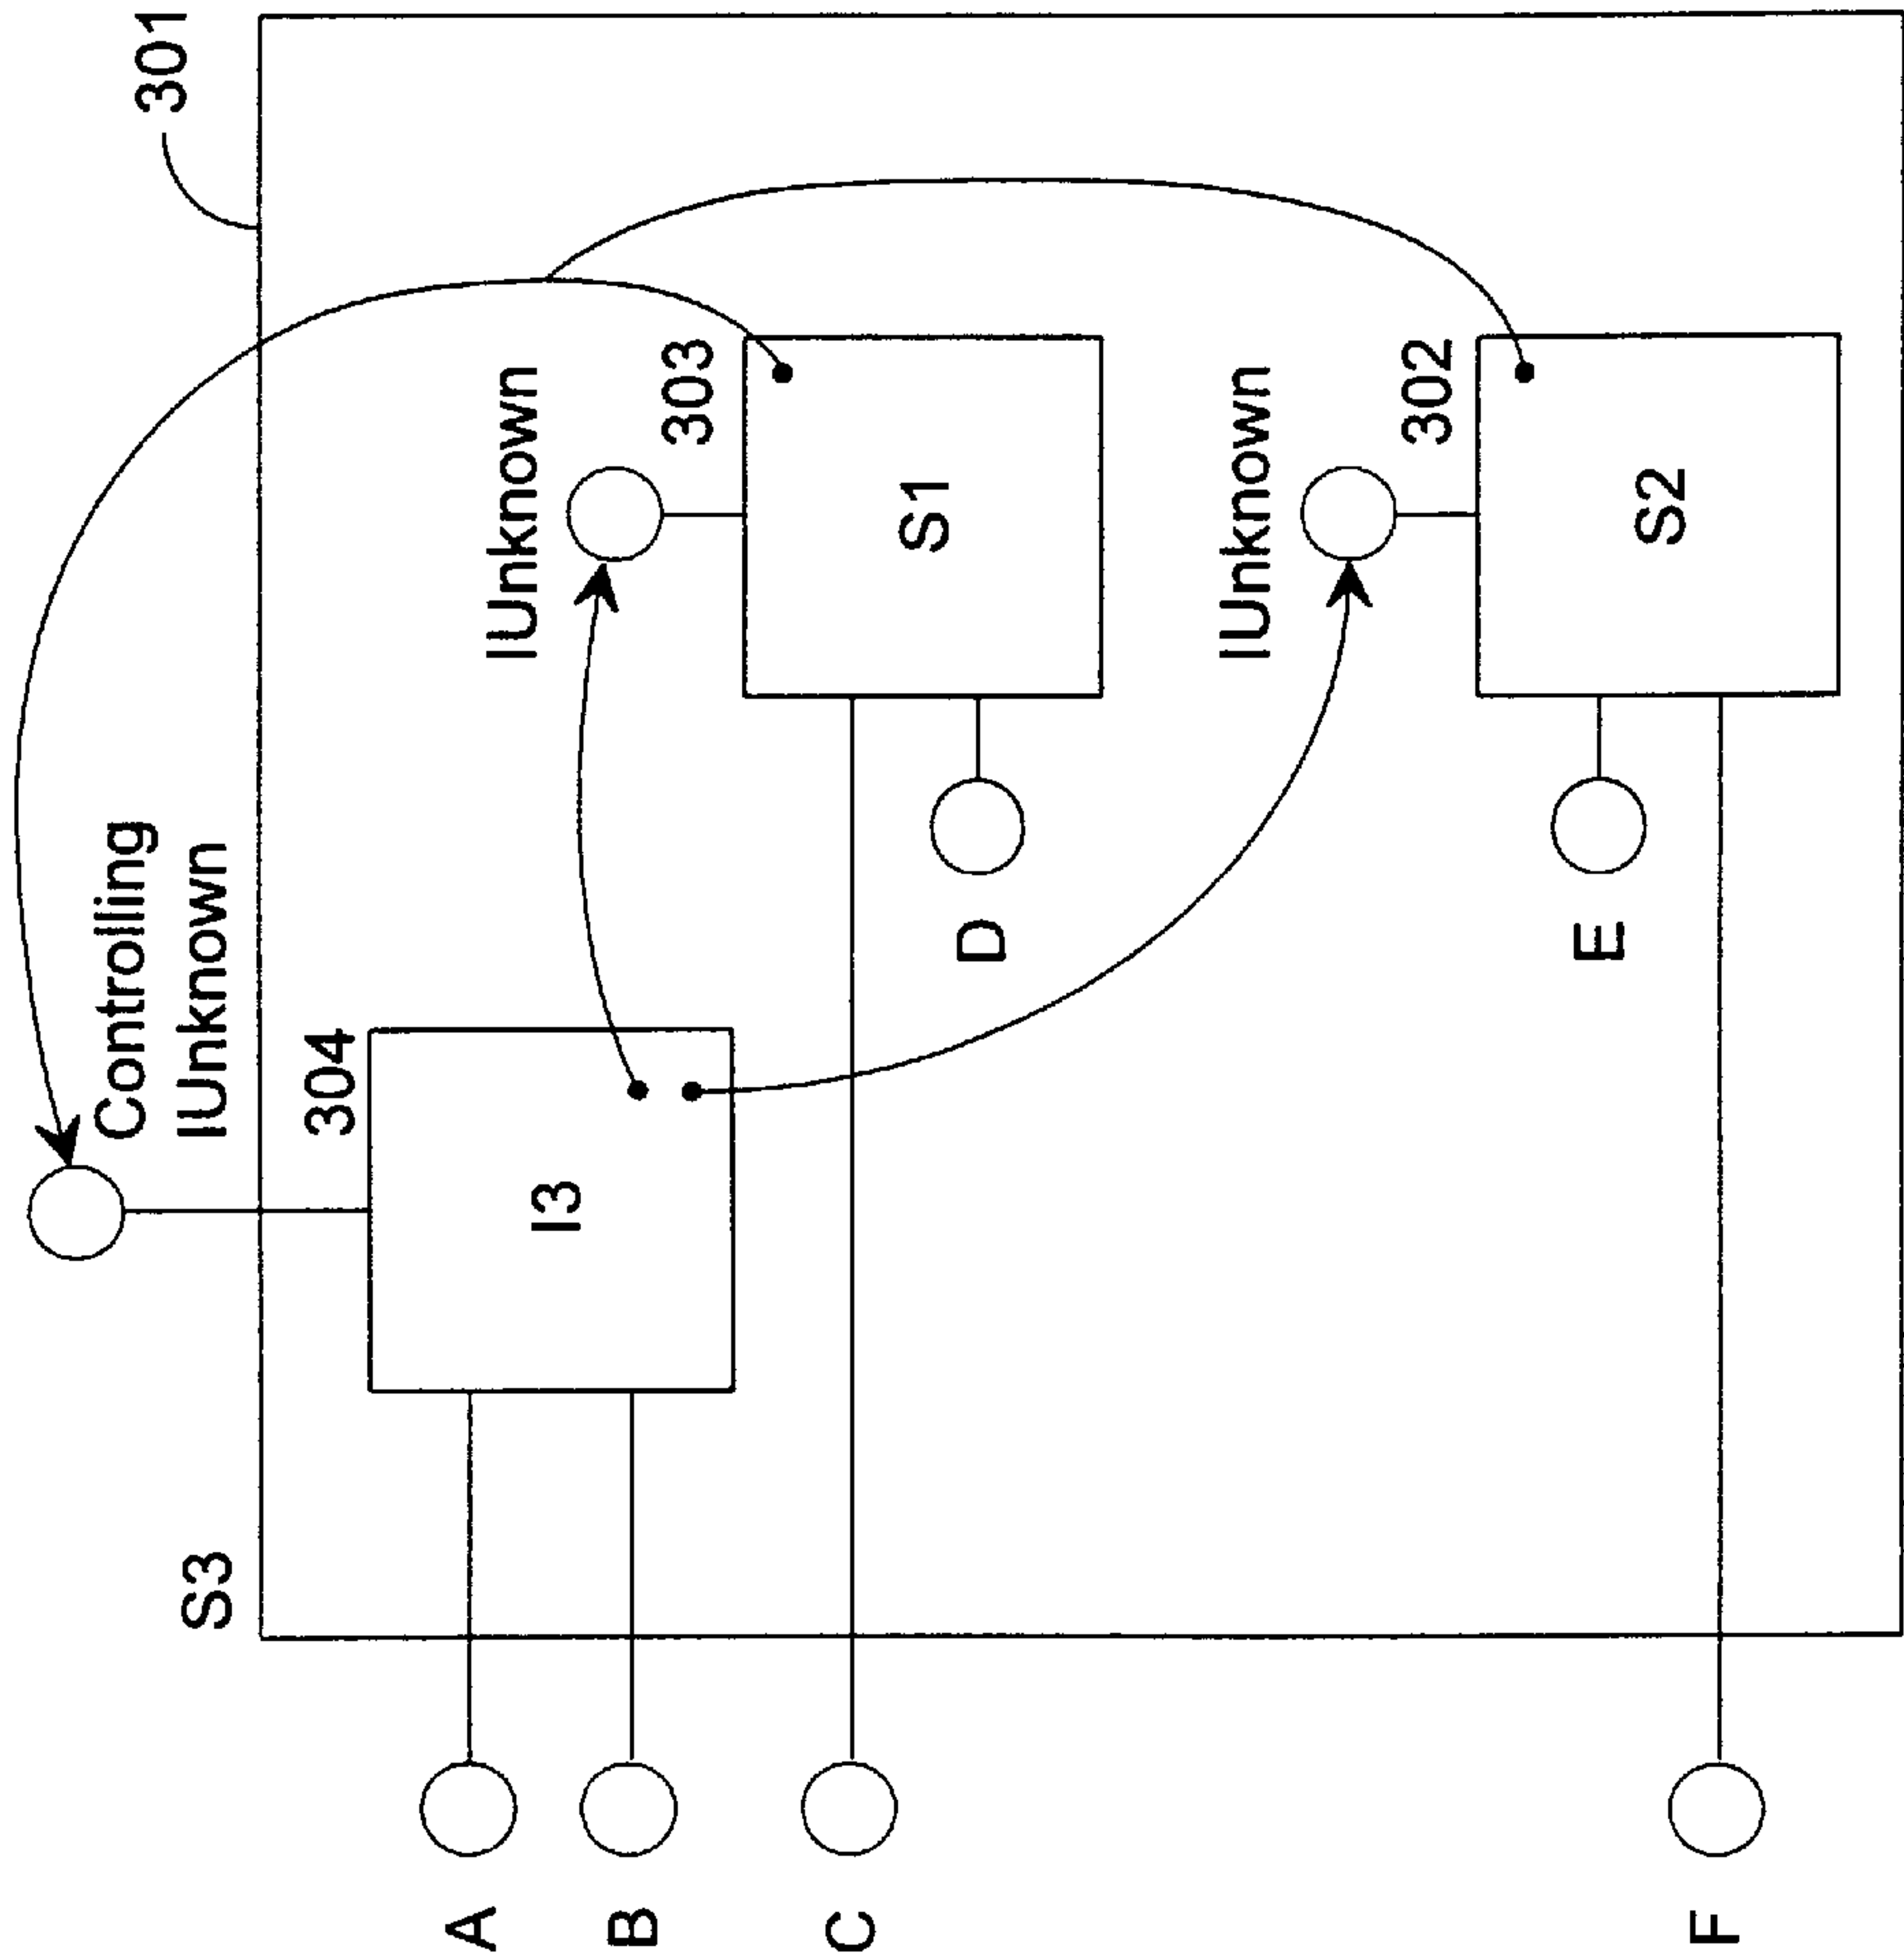 Controlling
IUnknown
301
S3
304
A
IUnknown
I3
B
303
C
S1
D
IUnknown
302
E
S2
F